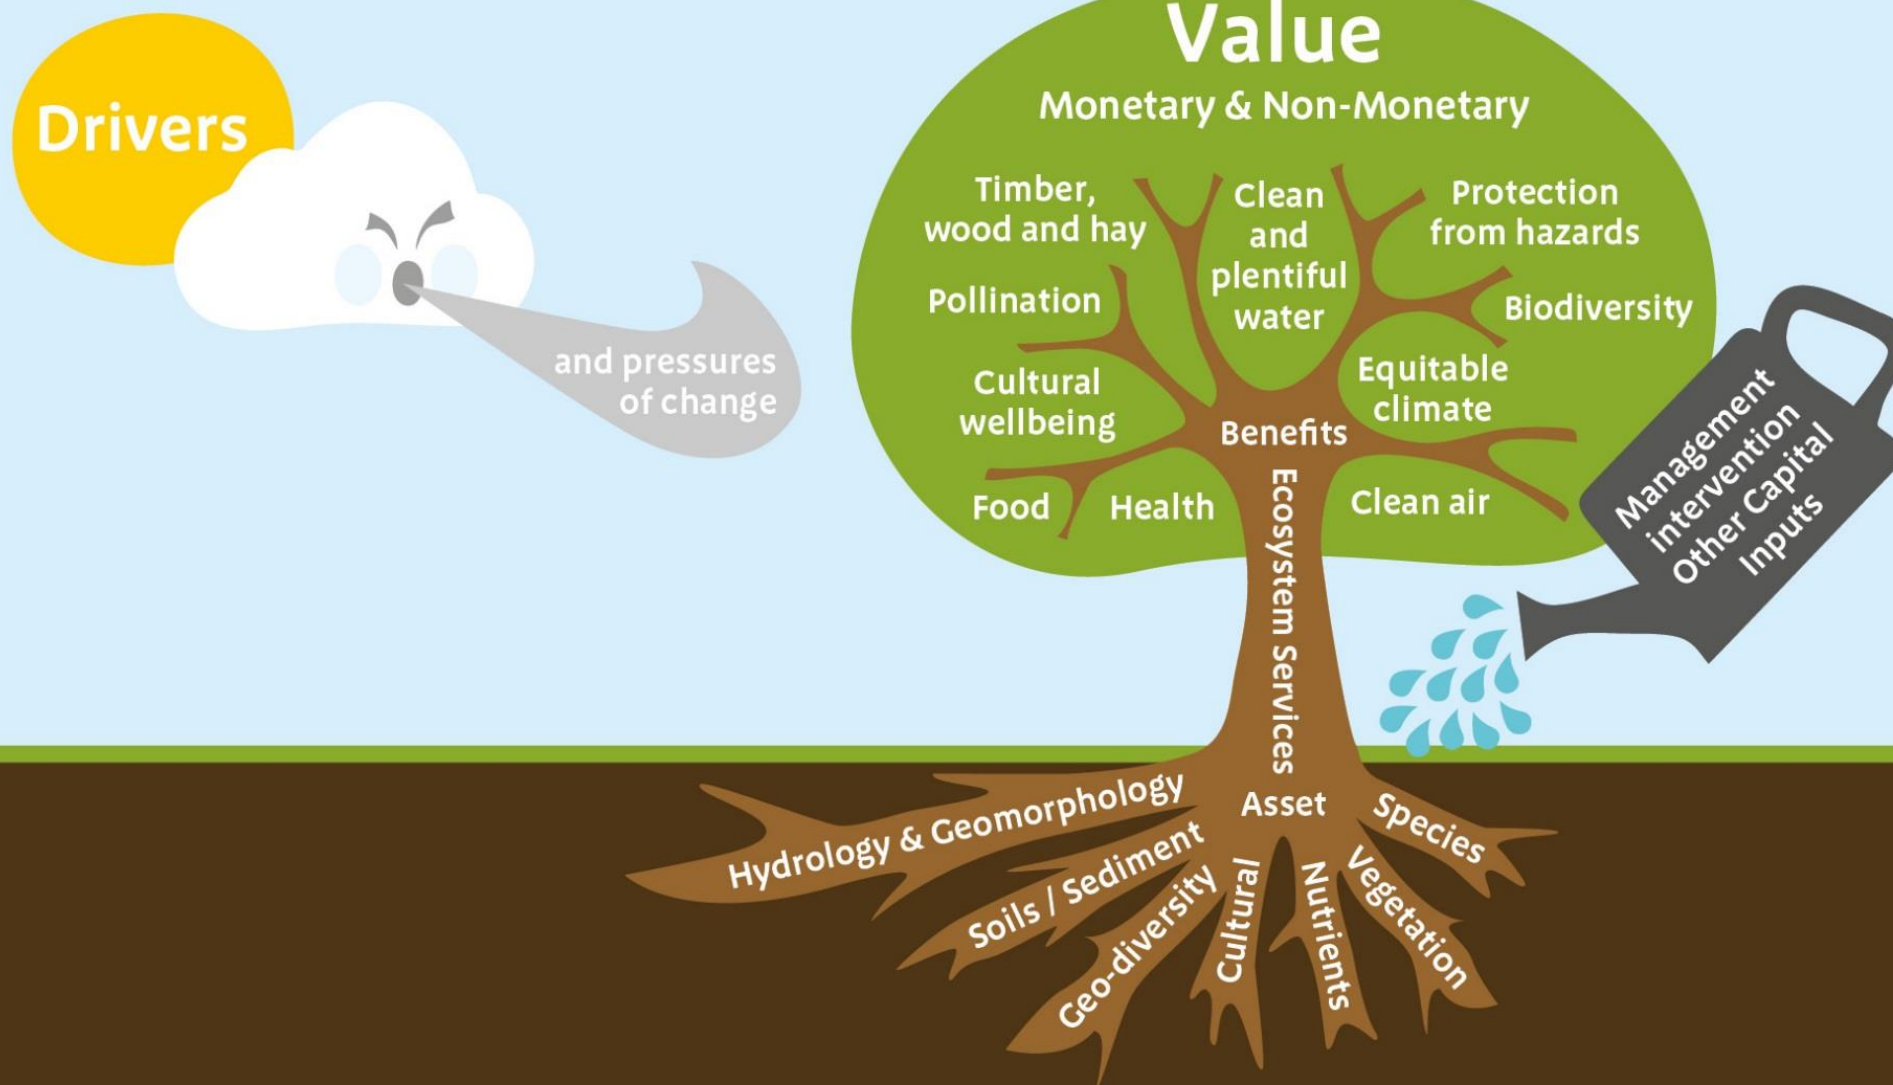 Drivers
and pressures
of change
Value
Monetary & Non-Monetary
Timber,
wood and hay
Clean
and
plentiful
water
Protection
from hazards
Pollination
Biodiversity
Cultural
wellbeing
Equitable
climate
Benefits
Food
Health
Clean air
Ecosystem Services
Management
intervention
Other Capital
Inputs
Asset
Hydrology & Geomorphology
Soils / Sediment
Geo-diversity
Cultural
Nutrients
Vegetation
Species